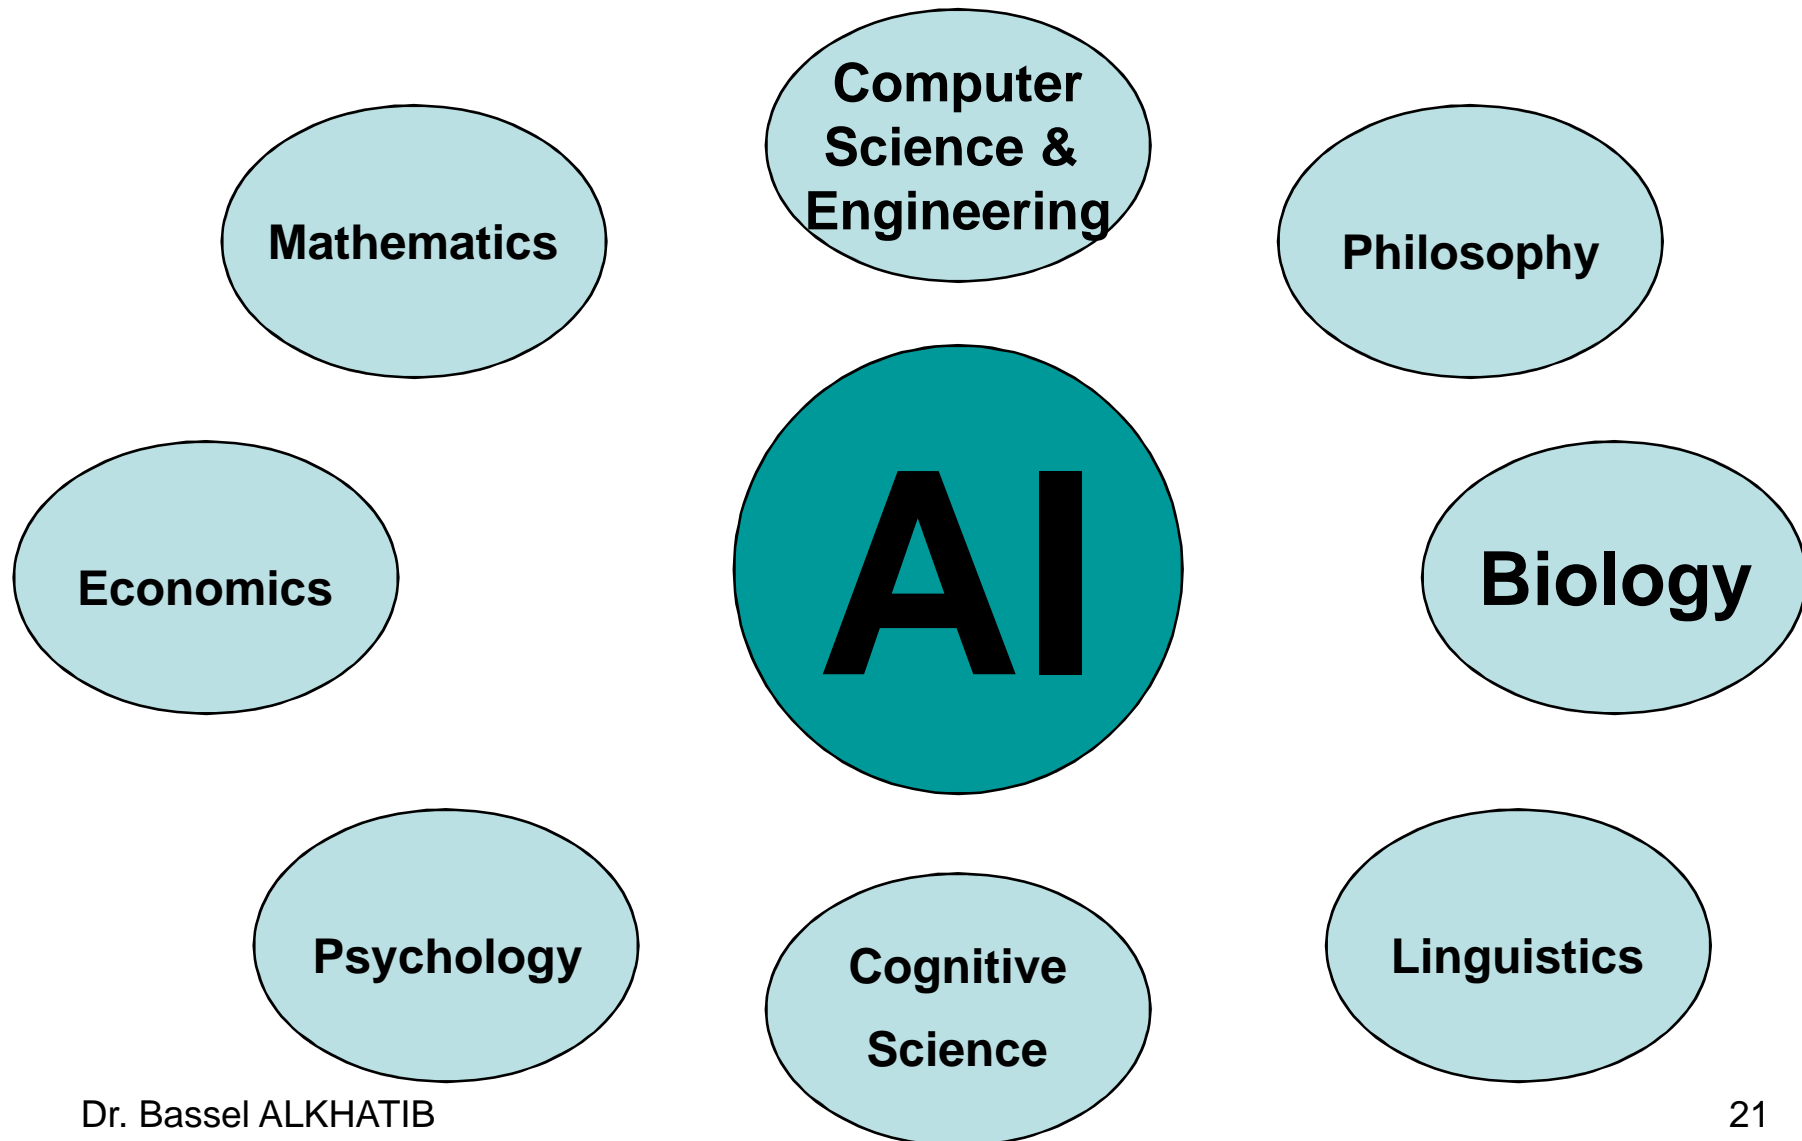 Computer
Science &
Engineering
Mathematics
Philosophy
AI
Economics
Biology
Psychology
Cognitive
Science
Linguistics
Dr. Bassel ALKHATIB
21